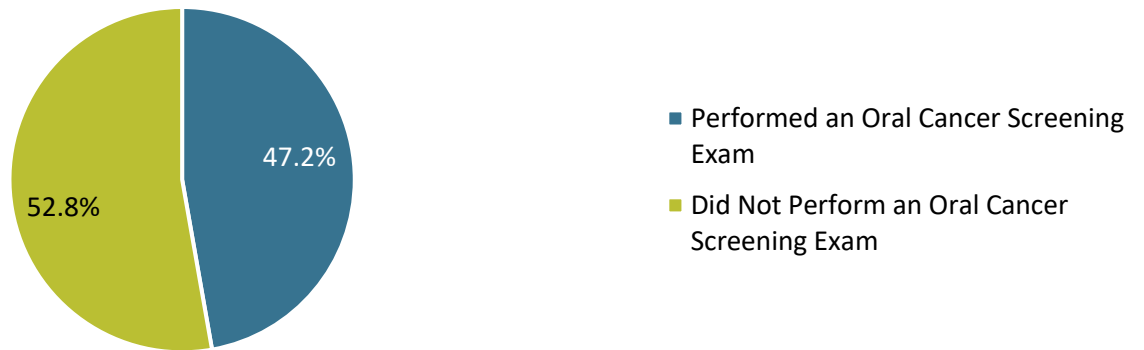 47.2%
52.8%
Performed an Oral Cancer Screening
Exam
Did Not Perform an Oral Cancer
Screening Exam